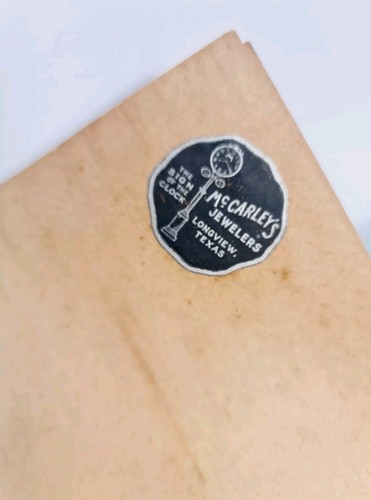 THE
SIGN
OF THE
CLOCK
McCARLEY'S
JEWELERS
LONGVIEW,
TEXAS